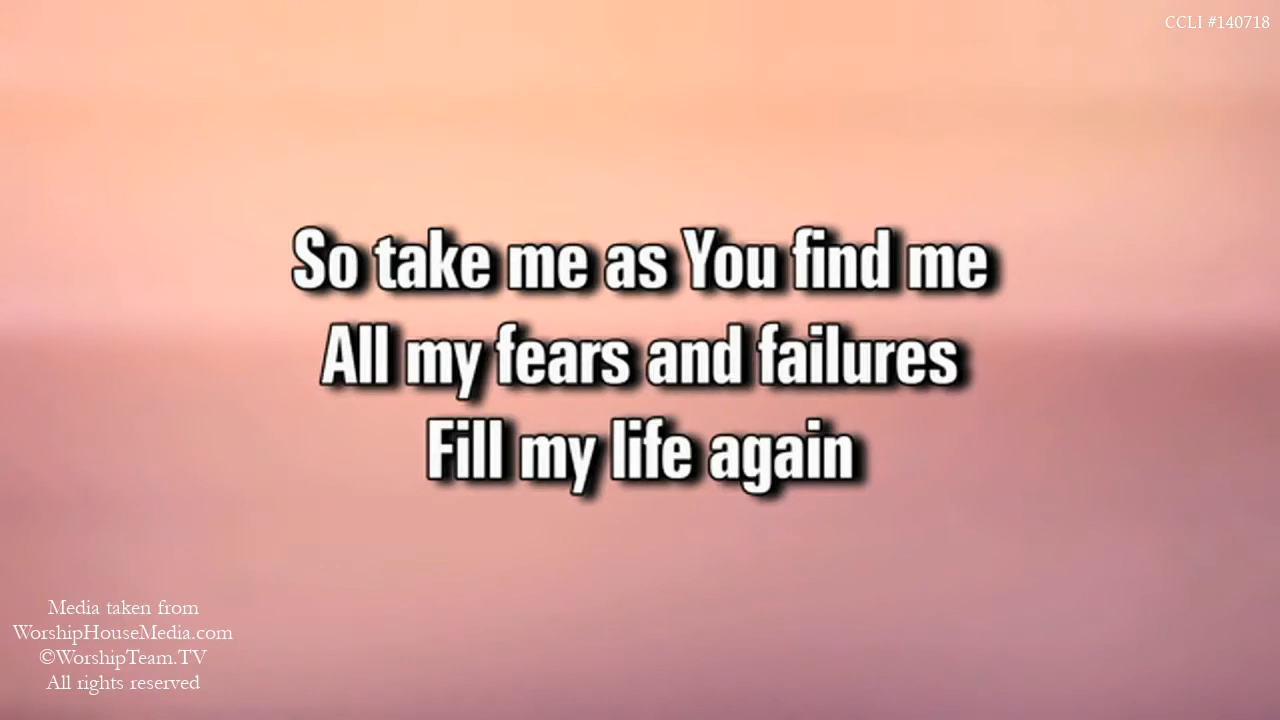 CCLI #140718
So take me as You find me
All my fears and failures
Fill my life again
Media taken from
WorshipHouseMedia.com
©WorshipTeam.TV
All rights reserved